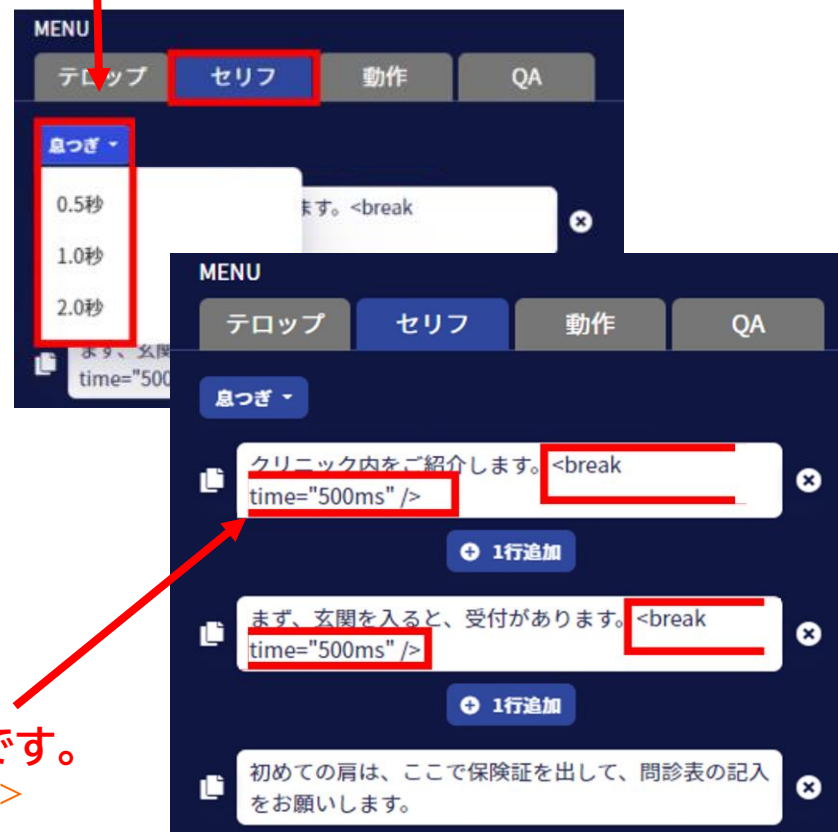 MENU
テロップ セリフ 動作 QA
息つぎ
0.5秒
1.0秒
2.0秒
ます。<break
time="500
MENU
テロップ セリフ 動作 QA
息つぎ
クリニック内をご紹介します。<break
time="500ms" />
1行追加
まず、玄関を入ると、受付があります。<break
time="500ms" />
1行追加
初めての肩は、ここで保険証を出して、問診表の記入
をお願いします。
です。
>